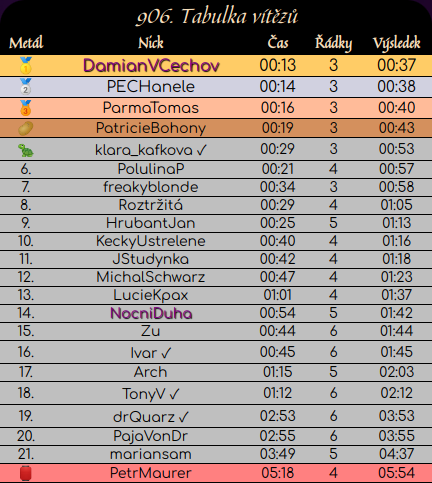 906. Tabulka vítězů
Metál Nick Čas Řádky Výsledek
🥇 DamianVCechov 00:13 3 00:37
🥈 PECHanele 00:14 3 00:38
🥉 ParmaTomas 00:16 3 00:40
🥔 PatricieBohony 00:19 3 00:43
🦕 klara_kafkova ✓ 00:29 3 00:53
6. PolulinaP 00:21 4 00:57
7. freakyblonde 00:34 3 00:58
8. Roztržitá 00:29 4 01:05
9. HrubantJan 00:25 5 01:13
10. KeckyUstrelene 00:40 4 01:16
11. JStudynka 00:42 4 01:18
12. MichalSchwarz 00:47 4 01:23
13. LucieKpax 01:01 4 01:37
14. NocniDuha 00:54 5 01:42
15. Zu 00:44 6 01:44
16. Ivar ✓ 00:45 6 01:45
17. Arch 01:15 5 02:03
18. TonyV ✓ 01:12 6 02:12
19. drQuarz ✓ 02:53 6 03:53
20. PajaVonDr 02:55 6 03:55
21. mariansam 03:49 5 04:37
PetrMaurer 05:18 4 05:54